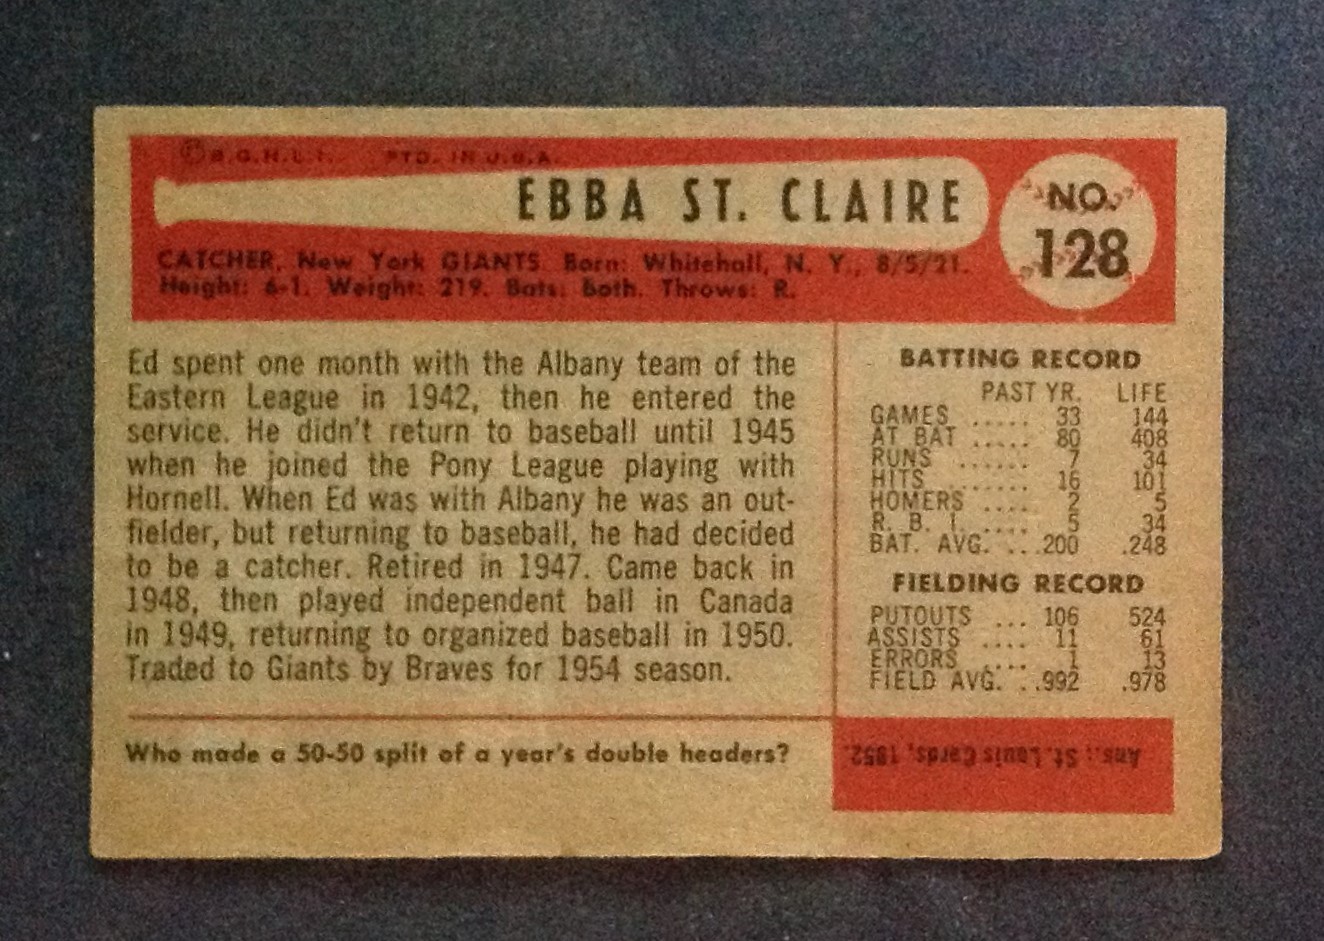 © B.G.H.L.I. PTD. IN U.S.A.
EBBA ST. CLAIRE
NO. 128
CATCHER, New York GIANTS Born: Whitehall, N. Y., 8/5/21.
Height: 6-1. Weight: 219. Bats: Both. Throws: R.
Ed spent one month with the Albany team of the
Eastern League in 1942, then he entered the
service. He didn't return to baseball until 1945
when he joined the Pony League playing with
Hornell. When Ed was with Albany he was an out-
fielder, but returning to baseball, he had decided
to be a catcher. Retired in 1947. Came back in
1948, then played independent ball in Canada
in 1949, returning to organized baseball in 1950.
Traded to Giants by Braves for 1954 season.
BATTING RECORD
PAST YR. LIFE
GAMES ..... 33 144
AT BAT ..... 80 408
RUNS ...... 7 34
HITS ....... 16 101
HOMERS .... 2 5
R. B. I. .... 5 34
BAT. AVG. ...200 .248
FIELDING RECORD
PUTOUTS ... 106 524
ASSISTS .... 11 61
ERRORS .... 1 13
FIELD AVG. ..992 .978
Who made a 50-50 split of a year's double headers?
Ans.: St. Louis Cards, 1952.